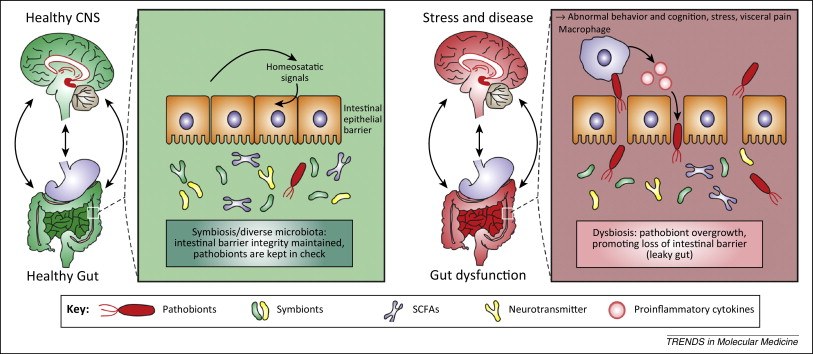 Healthy CNS
Homeosatatic
signals
Intestinal
epithelial
barrier
Symbiosis/diverse microbiota:
intestinal barrier integrity maintained,
pathobionts are kept in check
Healthy Gut
Stress and disease
→ Abnormal behavior and cognition, stress, visceral pain
Macrophage
Dysbiosis: pathobiont overgrowth,
promoting loss of intestinal barrier
(leaky gut)
Gut dysfunction
Key: Pathobionts Symbionts SCFAs Neurotransmitter Proinflammatory cytokines
TRENDS in Molecular Medicine